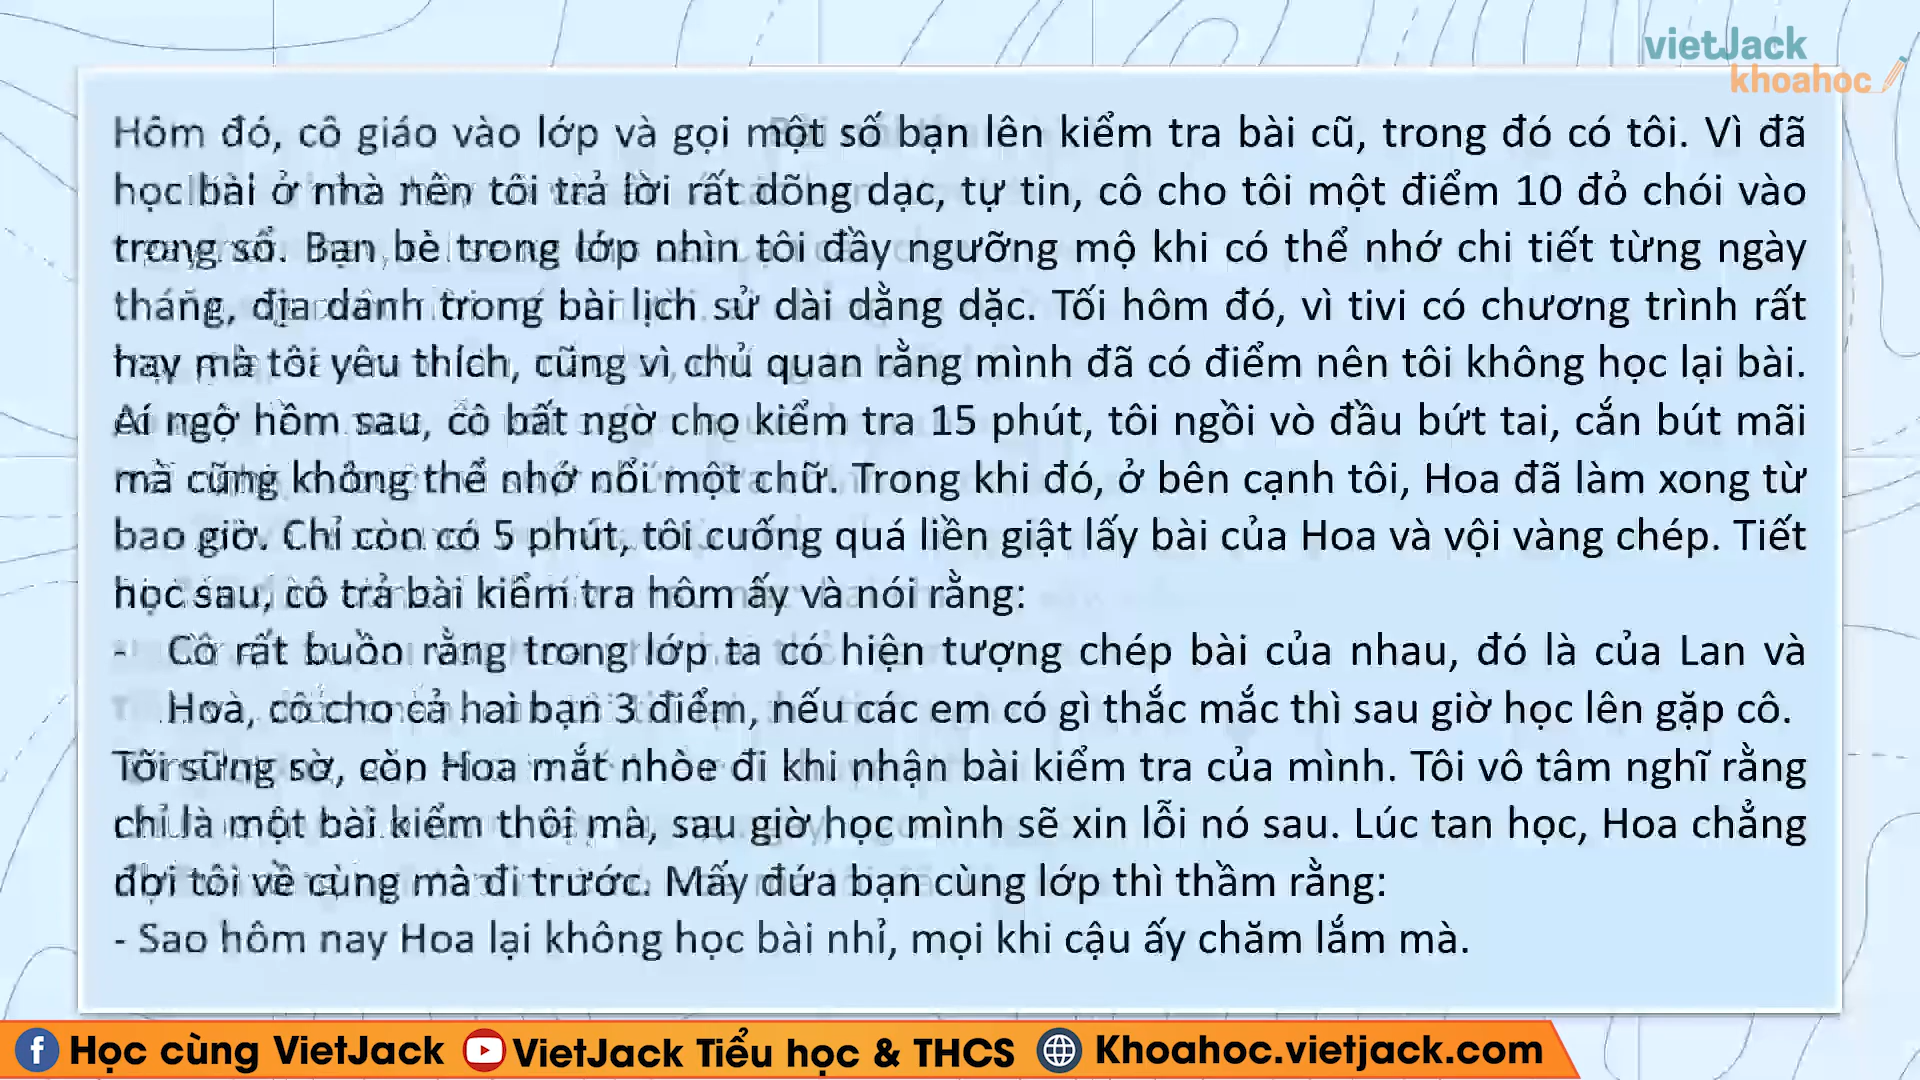 vietJack
khoahoc
Hôm đó, cô giáo vào lớp và gọi một số bạn lên kiểm tra bài cũ, trong đó có tôi. Vì đã
học bài ở nhà nên tôi trả lời rất dõng dạc, tự tin, cô cho tôi một điểm 10 đỏ chói vào
trong sổ. Bạn bè trong lớp nhìn tôi đầy ngưỡng mộ khi có thể nhớ chi tiết từng ngày
tháng, địa danh trong bài lịch sử dài dằng dặc. Tối hôm đó, vì tivi có chương trình rất
hay mà tôi yêu thích, cũng vì chủ quan rằng mình đã có điểm nên tôi không học lại bài.
Ai ngờ hôm sau, cô bất ngờ cho kiểm tra 15 phút, tôi ngồi vò đầu bứt tai, cắn bút mãi
mà cũng không thể nhớ nổi một chữ. Trong khi đó, ở bên cạnh tôi, Hoa đã làm xong từ
bao giờ. Chỉ còn có 5 phút, tôi cuống quá liền giật lấy bài của Hoa và vội vàng chép. Tiết
học sau, cô trả bài kiểm tra hôm ấy và nói rằng:
- Cô rất buồn rằng trong lớp ta có hiện tượng chép bài của nhau, đó là của Lan và
Hoà, cô cho cả hai bạn 3 điểm, nếu các em có gì thắc mắc thì sau giờ học lên gặp cô.
Tôi sững sờ, còn Hoa mắt nhòe đi khi nhận bài kiểm tra của mình. Tôi vô tâm nghĩ rằng
chỉ là một bài kiểm thôi mà, sau giờ học mình sẽ xin lỗi nó sau. Lúc tan học, Hoa chẳng
đợi tôi về cùng mà đi trước. Mấy đứa bạn cùng lớp thì thầm rằng:
- Sao hôm nay Hoa lại không học bài nhỉ, mọi khi cậu ấy chăm lắm mà.
Học cùng VietJack VietJack Tiểu học & THCS Khoahoc.vietjack.com